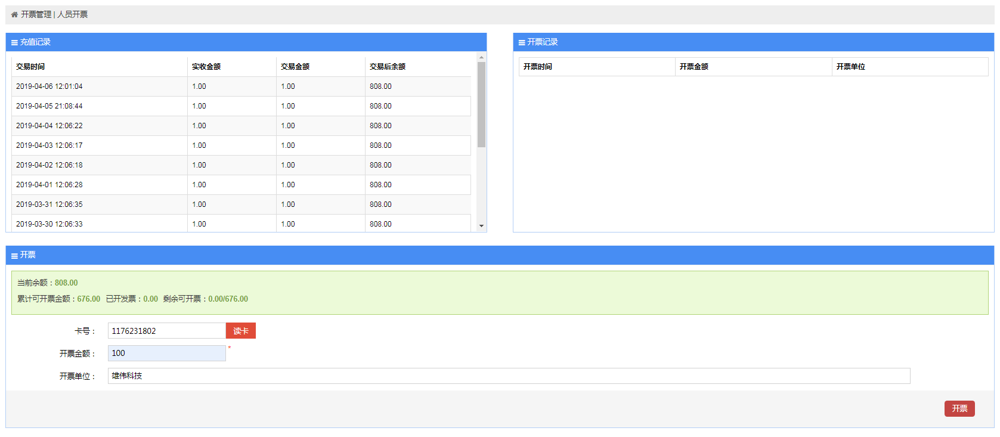 开票管理 | 人员开票
充值记录
交易时间 实收金额 交易金额 交易后余额
2019-04-06 12:01:04 1.00 1.00 808.00
2019-04-05 21:08:44 1.00 1.00 808.00
2019-04-04 12:06:22 1.00 1.00 808.00
2019-04-03 12:06:17 1.00 1.00 808.00
2019-04-02 12:06:18 1.00 1.00 808.00
2019-04-01 12:06:28 1.00 1.00 808.00
2019-03-31 12:06:35 1.00 1.00 808.00
2019-03-30 12:06:33 1.00 1.00 808.00
开票记录
开票时间 开票金额 开票单位
开票
当前余额：808.00
累计可开票金额：676.00 已开发票：0.00 剩余可开票：0.00/676.00
卡号： 1176231802 读卡
开票金额： 100 *
开票单位： 雄伟科技
开票